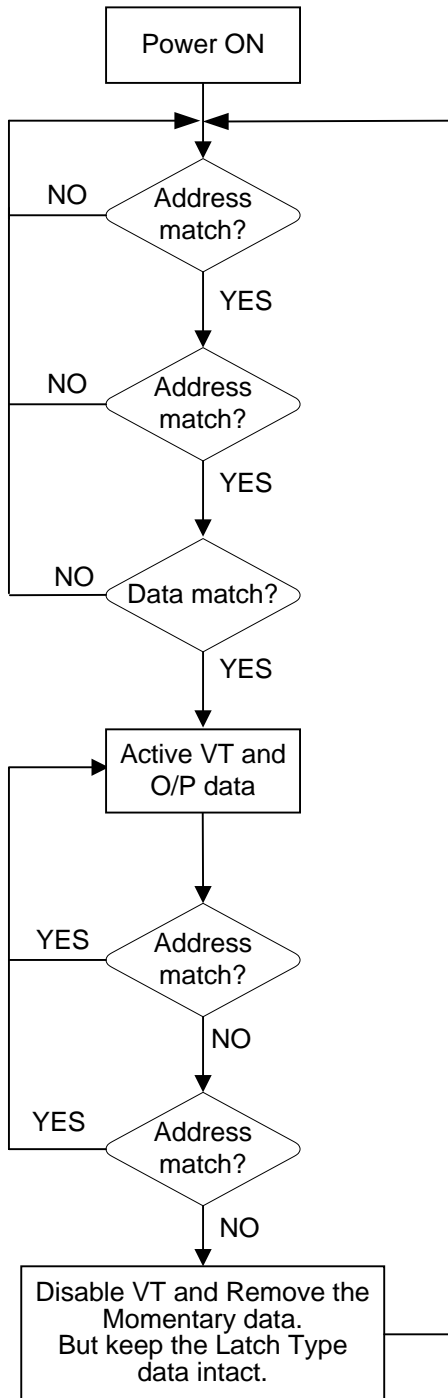 Power ON
NO
Address
match?
YES
NO
Address
match?
YES
NO
Data match?
YES
Active VT and
O/P data
YES
Address
match?
NO
YES
Address
match?
NO
Disable VT and Remove the
Momentary data.
But keep the Latch Type
data intact.